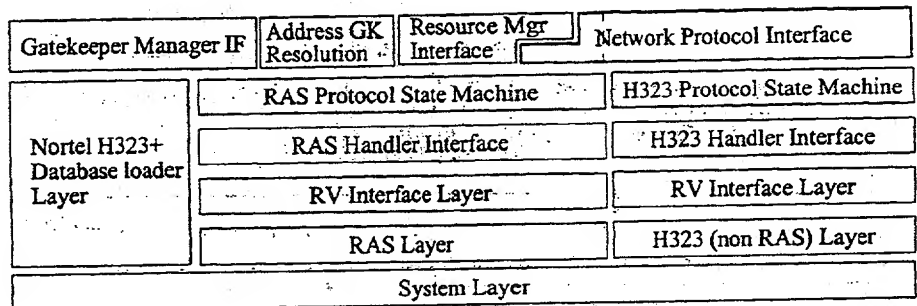 Gatekeeper Manager IF
Address GK
Resolution
Resource Mgr
Interface
Network Protocol Interface
Nortel H323+
Database loader
Layer
RAS Protocol State Machine
H323 Protocol State Machine
RAS Handler Interface
H323 Handler Interface
RV Interface Layer
RV Interface Layer
RAS Layer
H323 (non RAS) Layer
System Layer